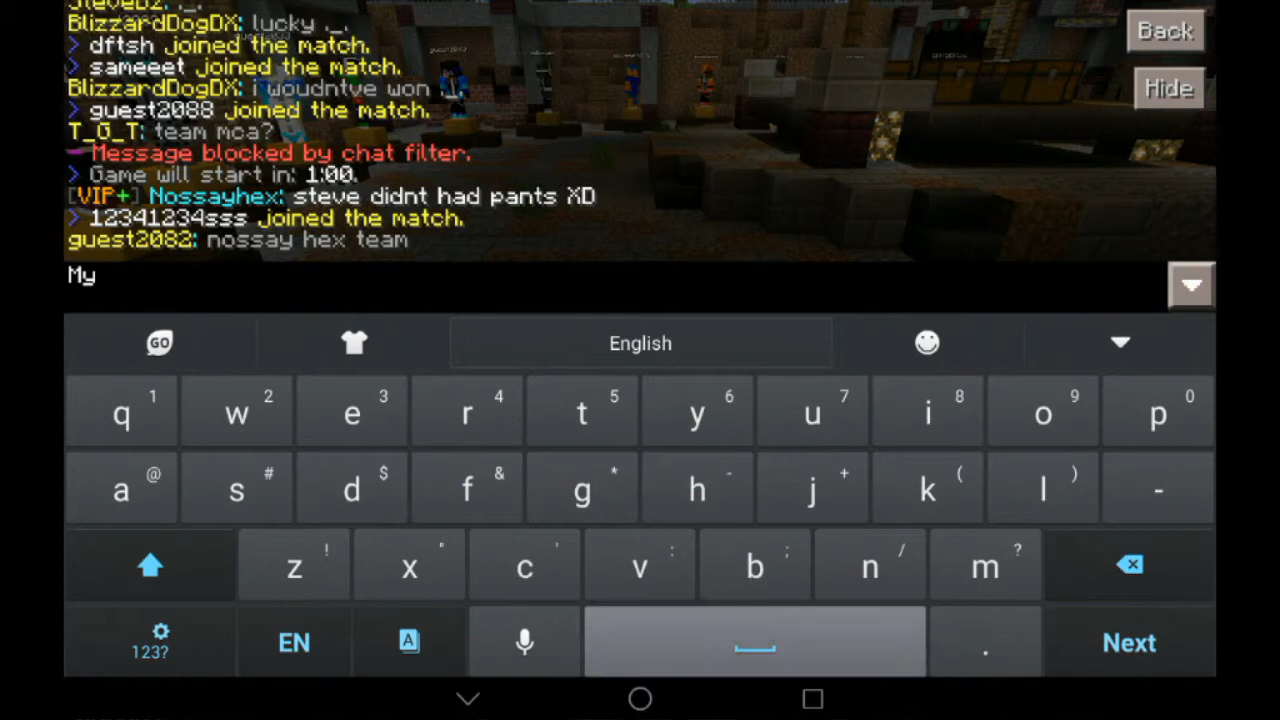 BlizzardDogDX: lucky ._.
> dftsh joined the match.
> sameeet joined the match.
BlizzardDogDX: i woudntve won
> guest2088 joined the match.
T_G_T: team moa?
Message blocked by chat filter.
> Game will start in: 1:00.
[VIP+] Nossayhex: steve didnt had pants XD
> 12341234sss joined the match.
guest2082: nossay hex team
Back
Hide
My
GO
English
q 1 w 2 e 3 r 4 t 5 y 6 u 7 i 8 o 9 p 0
a @ s # d $ f & g * h - j + k ( l ) -
z ! x " c ' v : b ; n / m ?
123? EN A . Next